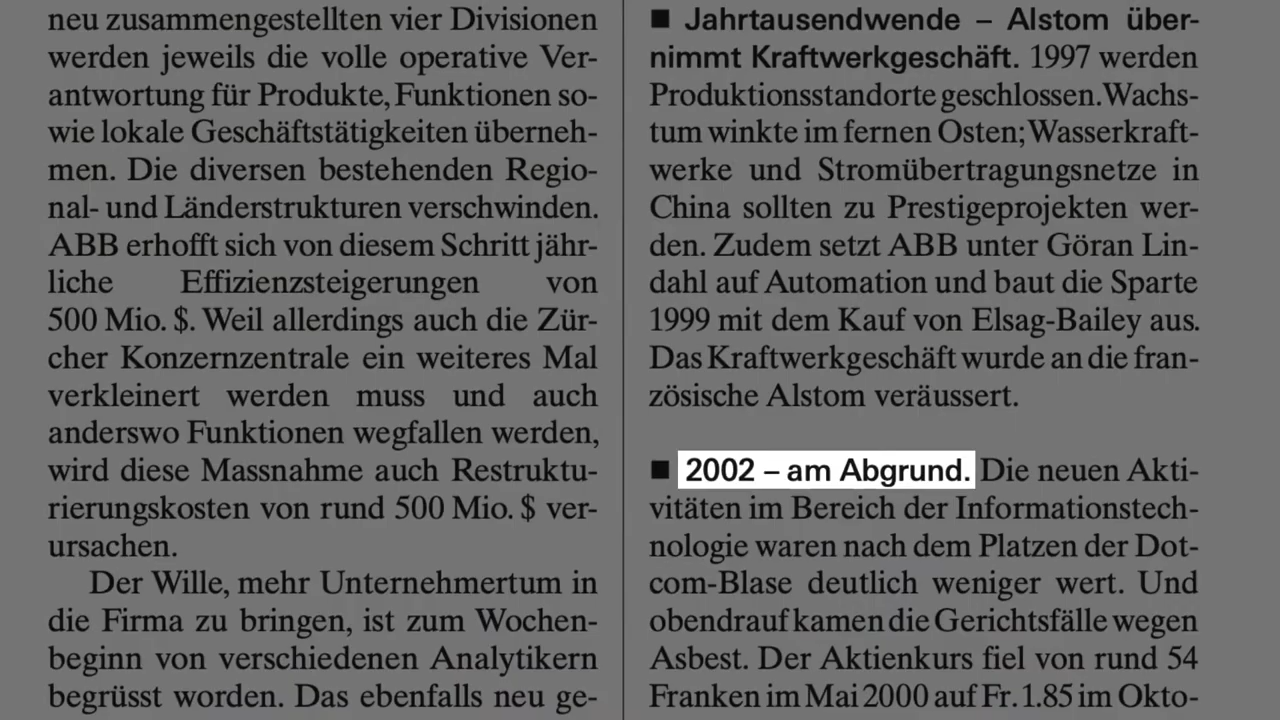 neu zusammengestellten vier Divisionen
werden jeweils die volle operative Ver-
antwortung für Produkte, Funktionen so-
wie lokale Geschäftstätigkeiten überneh-
men. Die diversen bestehenden Regio-
nal- und Länderstrukturen verschwinden.
ABB erhofft sich von diesem Schritt jähr-
liche Effizienzsteigerungen von
500 Mio. $. Weil allerdings auch die Zür-
cher Konzernzentrale ein weiteres Mal
verkleinert werden muss und auch
anderswo Funktionen wegfallen werden,
wird diese Massnahme auch Restruktu-
rierungskosten von rund 500 Mio. $ ver-
ursachen.
Der Wille, mehr Unternehmertum in
die Firma zu bringen, ist zum Wochen-
beginn von verschiedenen Analytikern
begrüsst worden. Das ebenfalls neu ge-
■ Jahrtausendwende – Alstom über-
nimmt Kraftwerkgeschäft. 1997 werden
Produktionsstandorte geschlossen. Wachs-
tum winkte im fernen Osten; Wasserkraft-
werke und Stromübertragungsnetze in
China sollten zu Prestigeprojekten wer-
den. Zudem setzt ABB unter Göran Lin-
dahl auf Automation und baut die Sparte
1999 mit dem Kauf von Elsag-Bailey aus.
Das Kraftwerkgeschäft wurde an die fran-
zösische Alstom veräussert.
■ 2002 – am Abgrund. Die neuen Akti-
vitäten im Bereich der Informationstech-
nologie waren nach dem Platzen der Dot-
com-Blase deutlich weniger wert. Und
obendrauf kamen die Gerichtsfälle wegen
Asbest. Der Aktienkurs fiel von rund 54
Franken im Mai 2000 auf Fr. 1.85 im Okto-